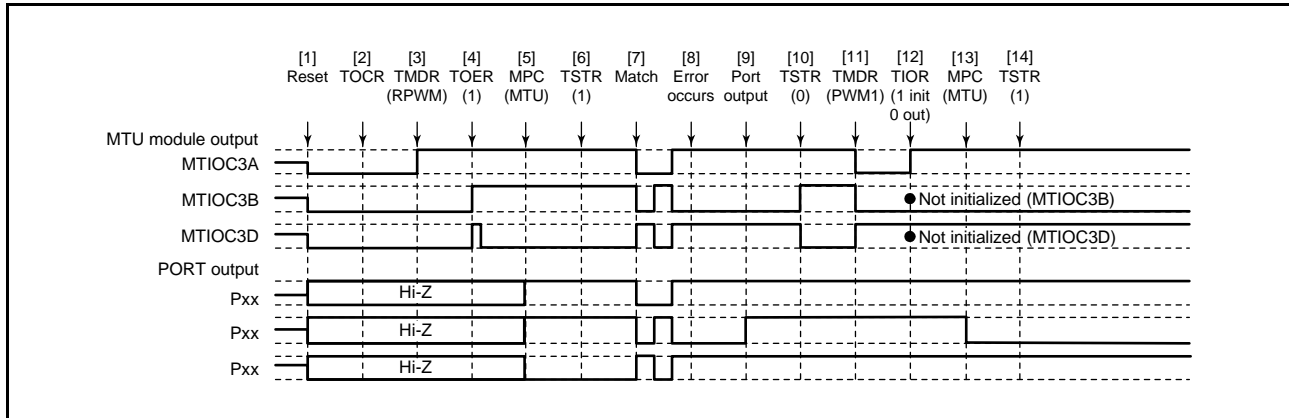 [1] [2] [3] [4] [5] [6] [7] [8] [9] [10] [11] [12] [13] [14]
Reset TOCR TMDR TOER MPC TSTR Match Error Port TSTR TMDR TIOR MPC TSTR
(RPWM) (1) (MTU) (1) occurs output (0) (PWM1) (1 init (MTU) (1)
0 out)
MTU module output
MTIOC3A
MTIOC3B
Not initialized (MTIOC3B)
MTIOC3D
Not initialized (MTIOC3D)
PORT output
Pxx
Hi-Z
Pxx
Hi-Z
Pxx
Hi-Z